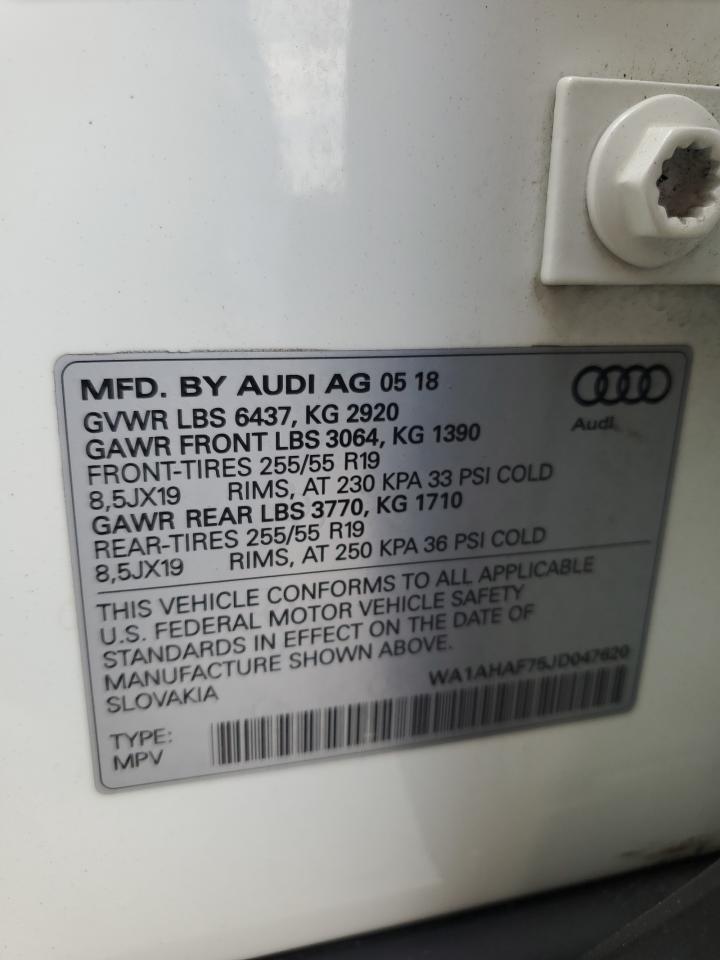 MFD. BY AUDI AG 05 18
GVWR LBS 6437, KG 2920
GAWR FRONT LBS 3064, KG 1390
FRONT-TIRES 255/55 R19
8,5JX19 RIMS, AT 230 KPA 33 PSI COLD
GAWR REAR LBS 3770, KG 1710
REAR-TIRES 255/55 R19
8,5JX19 RIMS, AT 250 KPA 36 PSI COLD
Audi
THIS VEHICLE CONFORMS TO ALL APPLICABLE
U.S. FEDERAL MOTOR VEHICLE SAFETY
STANDARDS IN EFFECT ON THE DATE OF
MANUFACTURE SHOWN ABOVE.
SLOVAKIA
WA1AHAF75JD047620
TYPE:
MPV